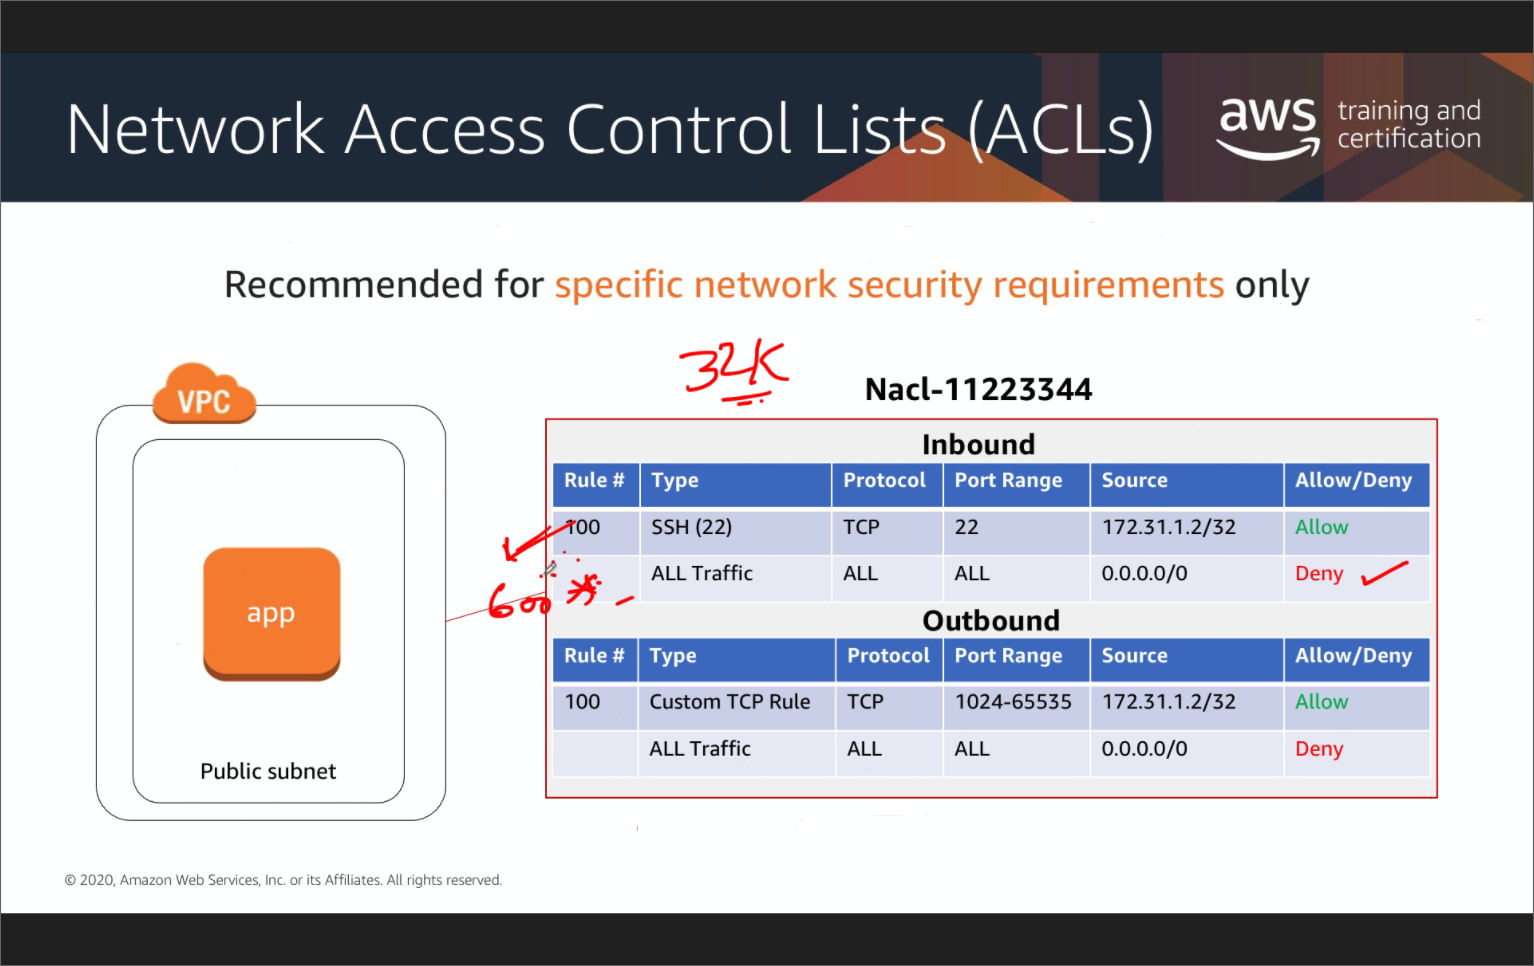 Network Access Control Lists (ACLs)
aws training and certification
Recommended for specific network security requirements only
32K
Nacl-11223344
VPC
app
Public subnet
Inbound
Rule # Type Protocol Port Range Source Allow/Deny
100 SSH (22) TCP 22 172.31.1.2/32 Allow
ALL Traffic ALL ALL 0.0.0.0/0 Deny
600 *
Outbound
Rule # Type Protocol Port Range Source Allow/Deny
100 Custom TCP Rule TCP 1024-65535 172.31.1.2/32 Allow
ALL Traffic ALL ALL 0.0.0.0/0 Deny
© 2020, Amazon Web Services, Inc. or its Affiliates. All rights reserved.